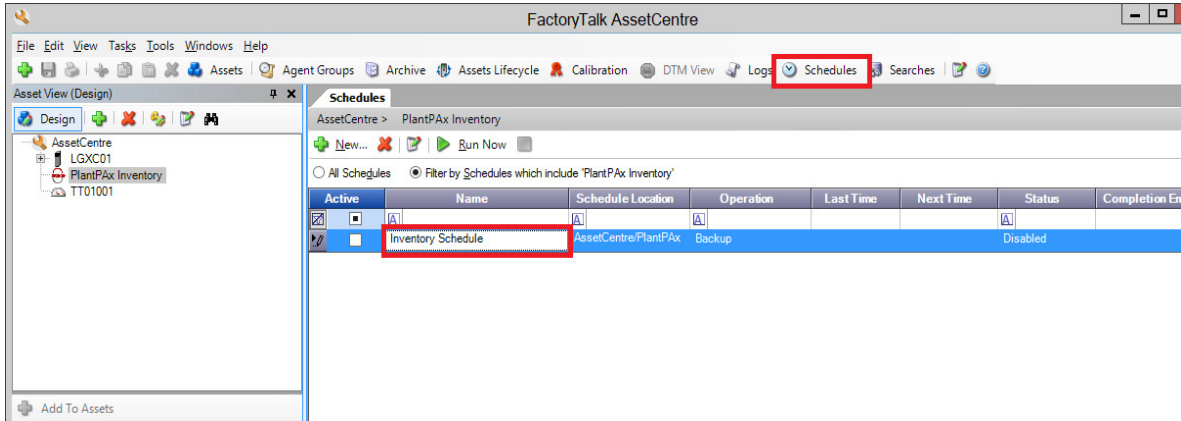 FactoryTalk AssetCentre
File Edit View Tasks Tools Windows Help
Assets Agent Groups Archive Assets Lifecycle Calibration DTM View Logs Schedules Searches
Asset View (Design)
Design
AssetCentre
LGXC01
PlantPAx Inventory
TT01001
Add To Assets
Schedules
AssetCentre > PlantPAx Inventory
New... Run Now
All Schedules Filter by Schedules which include 'PlantPAx Inventory'
Active Name Schedule Location Operation Last Time Next Time Status Completion Em
A A A A
Inventory Schedule AssetCentre/PlantPAx Backup Disabled